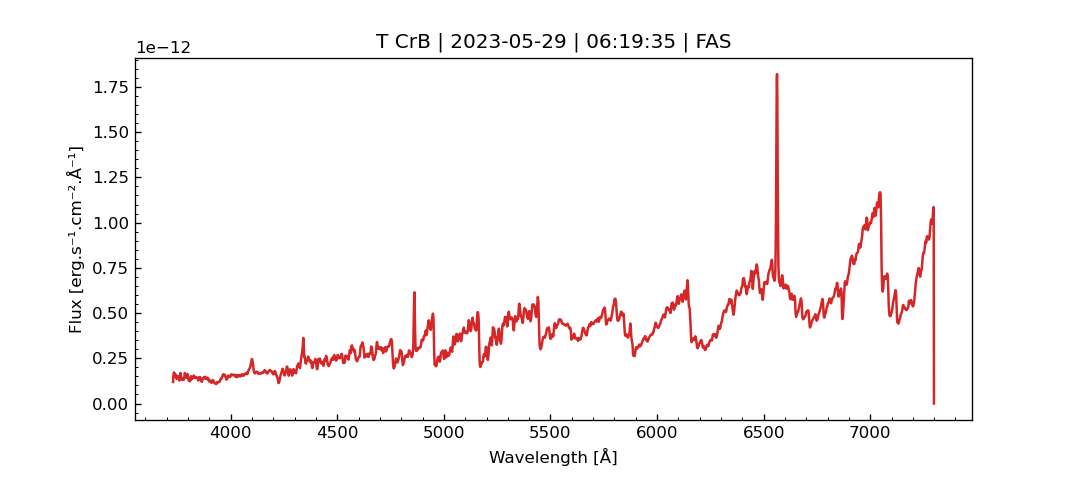 T CrB | 2023-05-29 | 06:19:35 | FAS
1e−12
1.75
1.50
1.25
1.00
0.75
0.50
0.25
0.00
Flux [erg.s⁻¹.cm⁻².Å⁻¹]
4000 4500 5000 5500 6000 6500 7000
Wavelength [Å]